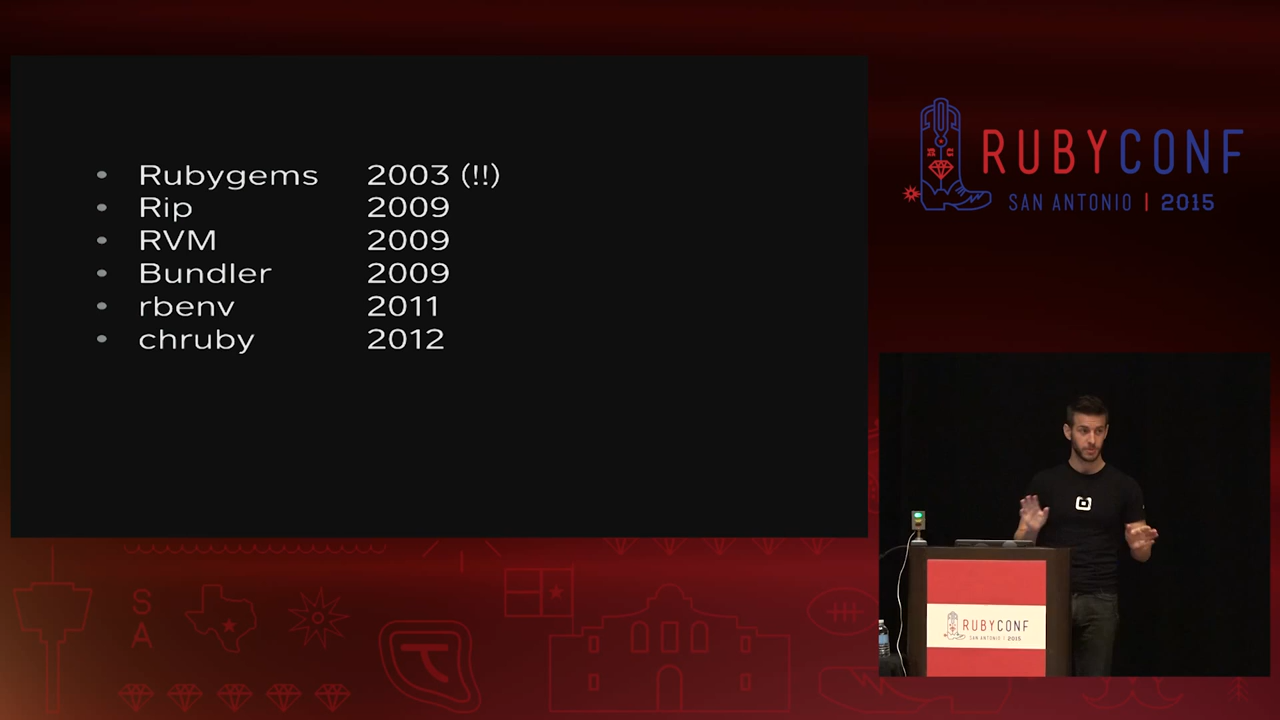 • Rubygems 2003 (!!)
• Rip 2009
• RVM 2009
• Bundler 2009
• rbenv 2011
• chruby 2012
RUBYCONF
SAN ANTONIO | 2015
S
A
RUBYCONF
SAN ANTONIO | 2015